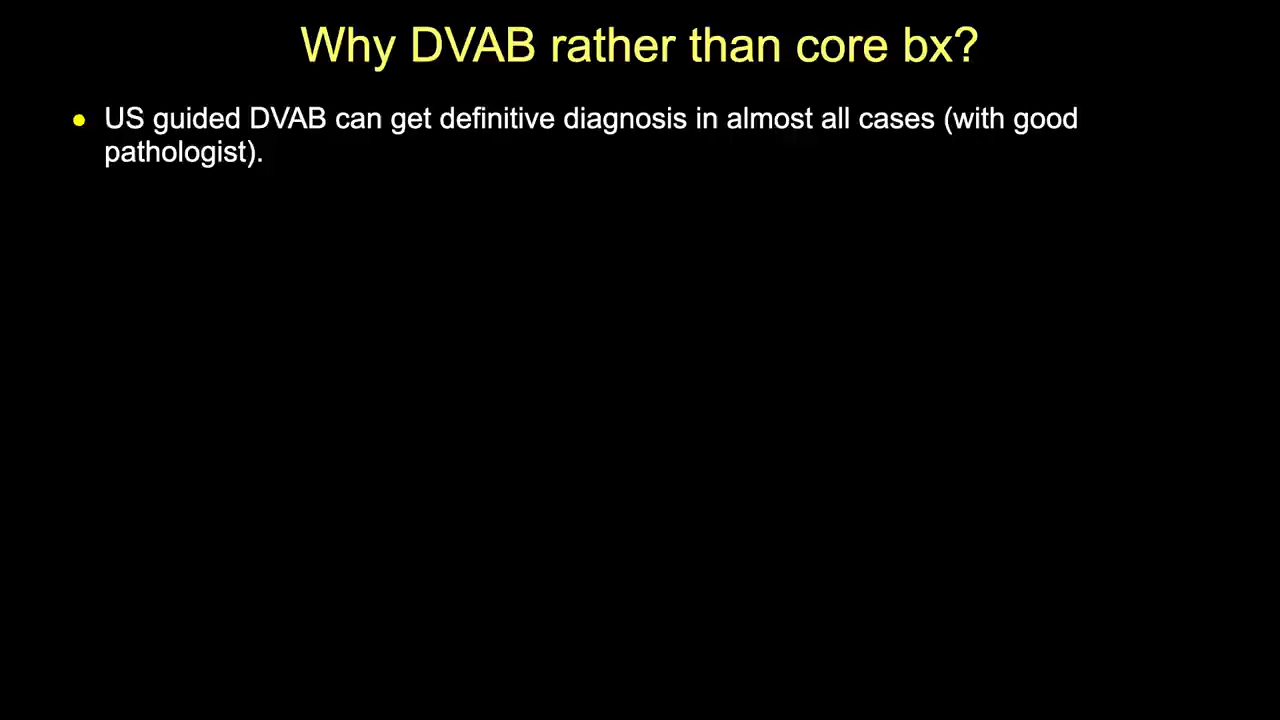 Why DVAB rather than core bx?
• US guided DVAB can get definitive diagnosis in almost all cases (with good
pathologist).